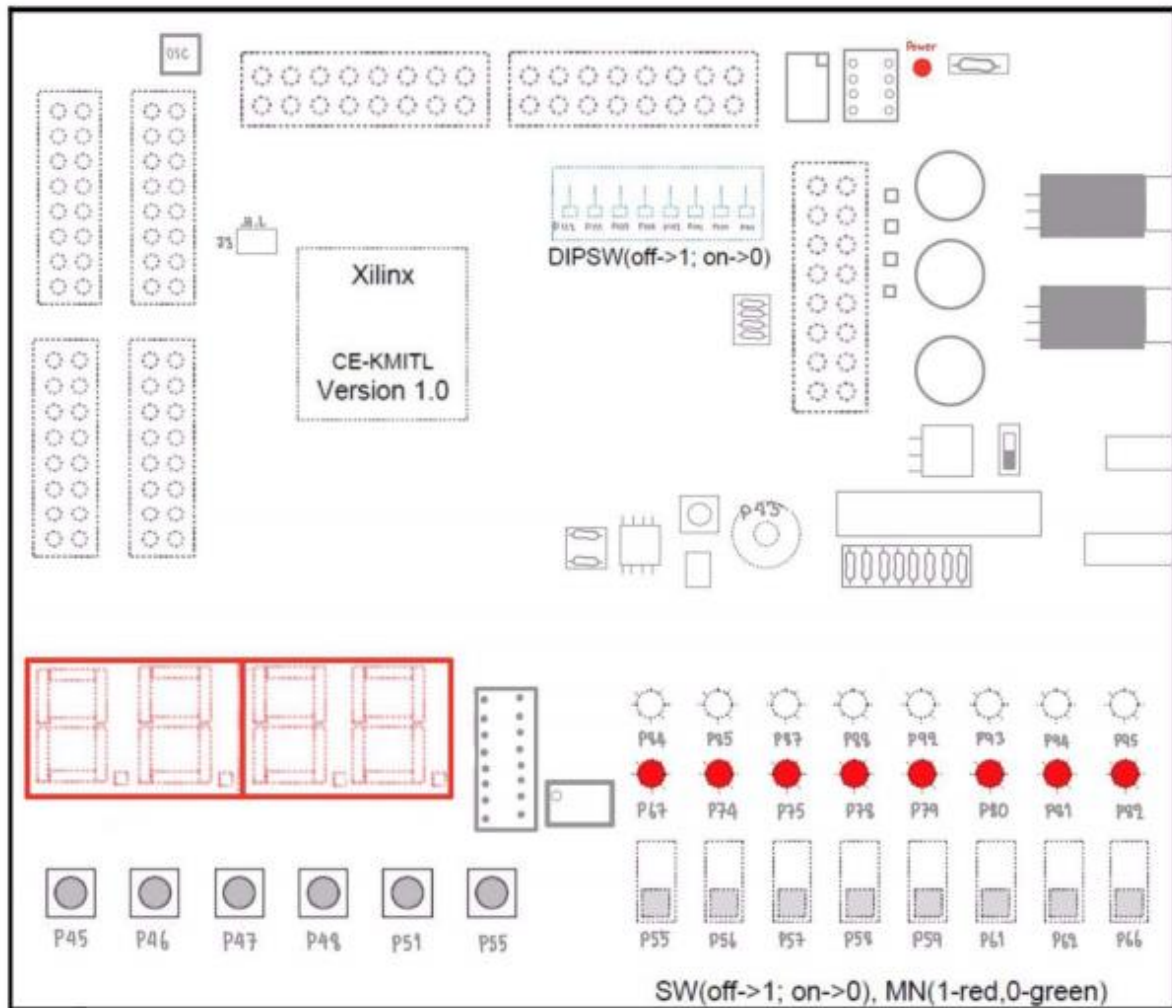 OSC
Power
DIPSW(off->1; on->0)
Xilinx
CE-KMITL
Version 1.0
P43
P84 P85 P87 P88 P92 P93 P94 P95
P67 P74 P75 P78 P79 P80 P81 P82
P45 P46 P47 P48 P51 P55
P55 P56 P57 P58 P59 P61 P62 P66
SW(off->1; on->0), MN(1-red,0-green)